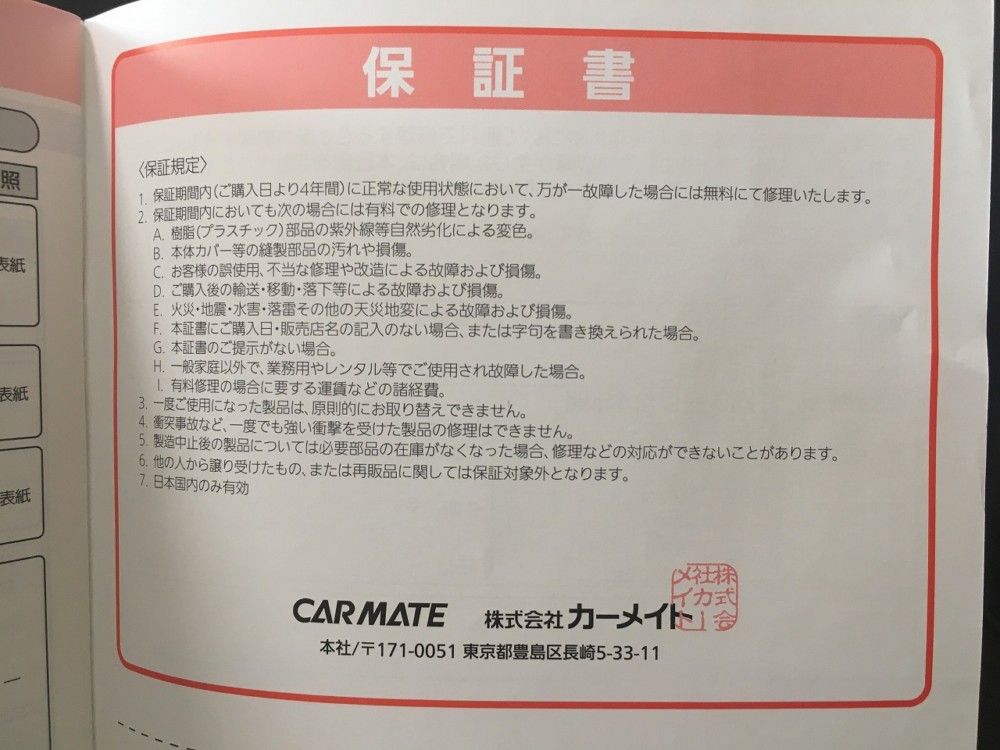 保証書
〈保証規定〉
1. 保証期間内(ご購入日より4年間)に正常な使用状態において、万が一故障した場合には無料にて修理いたします。
2. 保証期間内においても次の場合には有料での修理となります。
A. 樹脂(プラスチック)部品の紫外線等自然劣化による変色。
B. 本体カバー等の縫製部品の汚れや損傷。
C. お客様の誤使用、不当な修理や改造による故障および損傷。
D. ご購入後の輸送・移動・落下等による故障および損傷。
E. 火災・地震・水害・落雷その他の天災地変による故障および損傷。
F. 本証書にご購入日・販売店名の記入のない場合、または字句を書き換えられた場合。
G. 本証書のご提示がない場合。
H. 一般家庭以外で、業務用やレンタル等でご使用され故障した場合。
I. 有料修理の場合に要する運賃などの諸経費。
3. 一度ご使用になった製品は、原則的にお取り替えできません。
4. 衝突事故など、一度でも強い衝撃を受けた製品の修理はできません。
5. 製造中止後の製品については必要部品の在庫がなくなった場合、修理などの対応ができないことがあります。
6. 他の人から譲り受けたもの、または再販品に関しては保証対象外となります。
7. 日本国内のみ有効
CARMATE 株式会社カーメイト
株式会社カーメイト
本社/〒171-0051 東京都豊島区長崎5-33-11
照
表紙
表紙
表紙